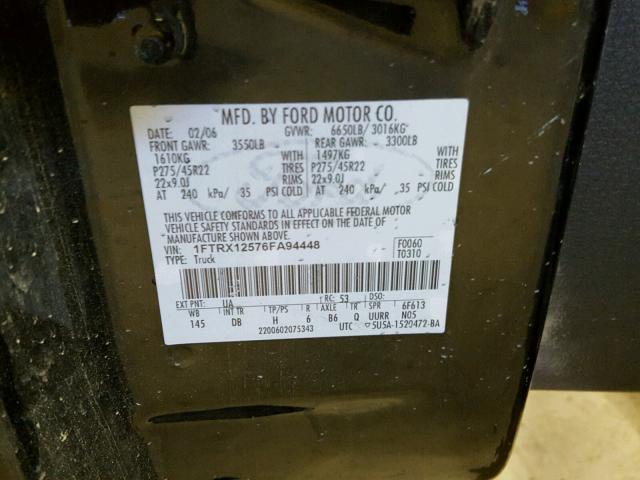 MFD. BY FORD MOTOR CO.
DATE: 02/06 GVWR: 6650LB/ 3016KG
FRONT GAWR: 3550LB REAR GAWR: 3300LB
1610KG WITH 1497KG WITH
P275/45R22 TIRES P275/45R22 TIRES
22x9.0J RIMS 22x9.0J RIMS
AT 240 kPa/ 35 PSI COLD AT 240 kPa/ 35 PSI COLD
THIS VEHICLE CONFORMS TO ALL APPLICABLE FEDERAL MOTOR
VEHICLE SAFETY STANDARDS IN EFFECT ON THE DATE OF
MANUFACTURE SHOWN ABOVE.
VIN: 1FTRX12576FA94448 F0060
TYPE: Truck T0310
EXT PNT: UA RC: 53 DSO:
WB INT TR TP/PS R AXLE TR SPR 6F613
145 DB H 6 B6 Q UURR N05
2200602075343 UTC 5U5A-1520472-BA